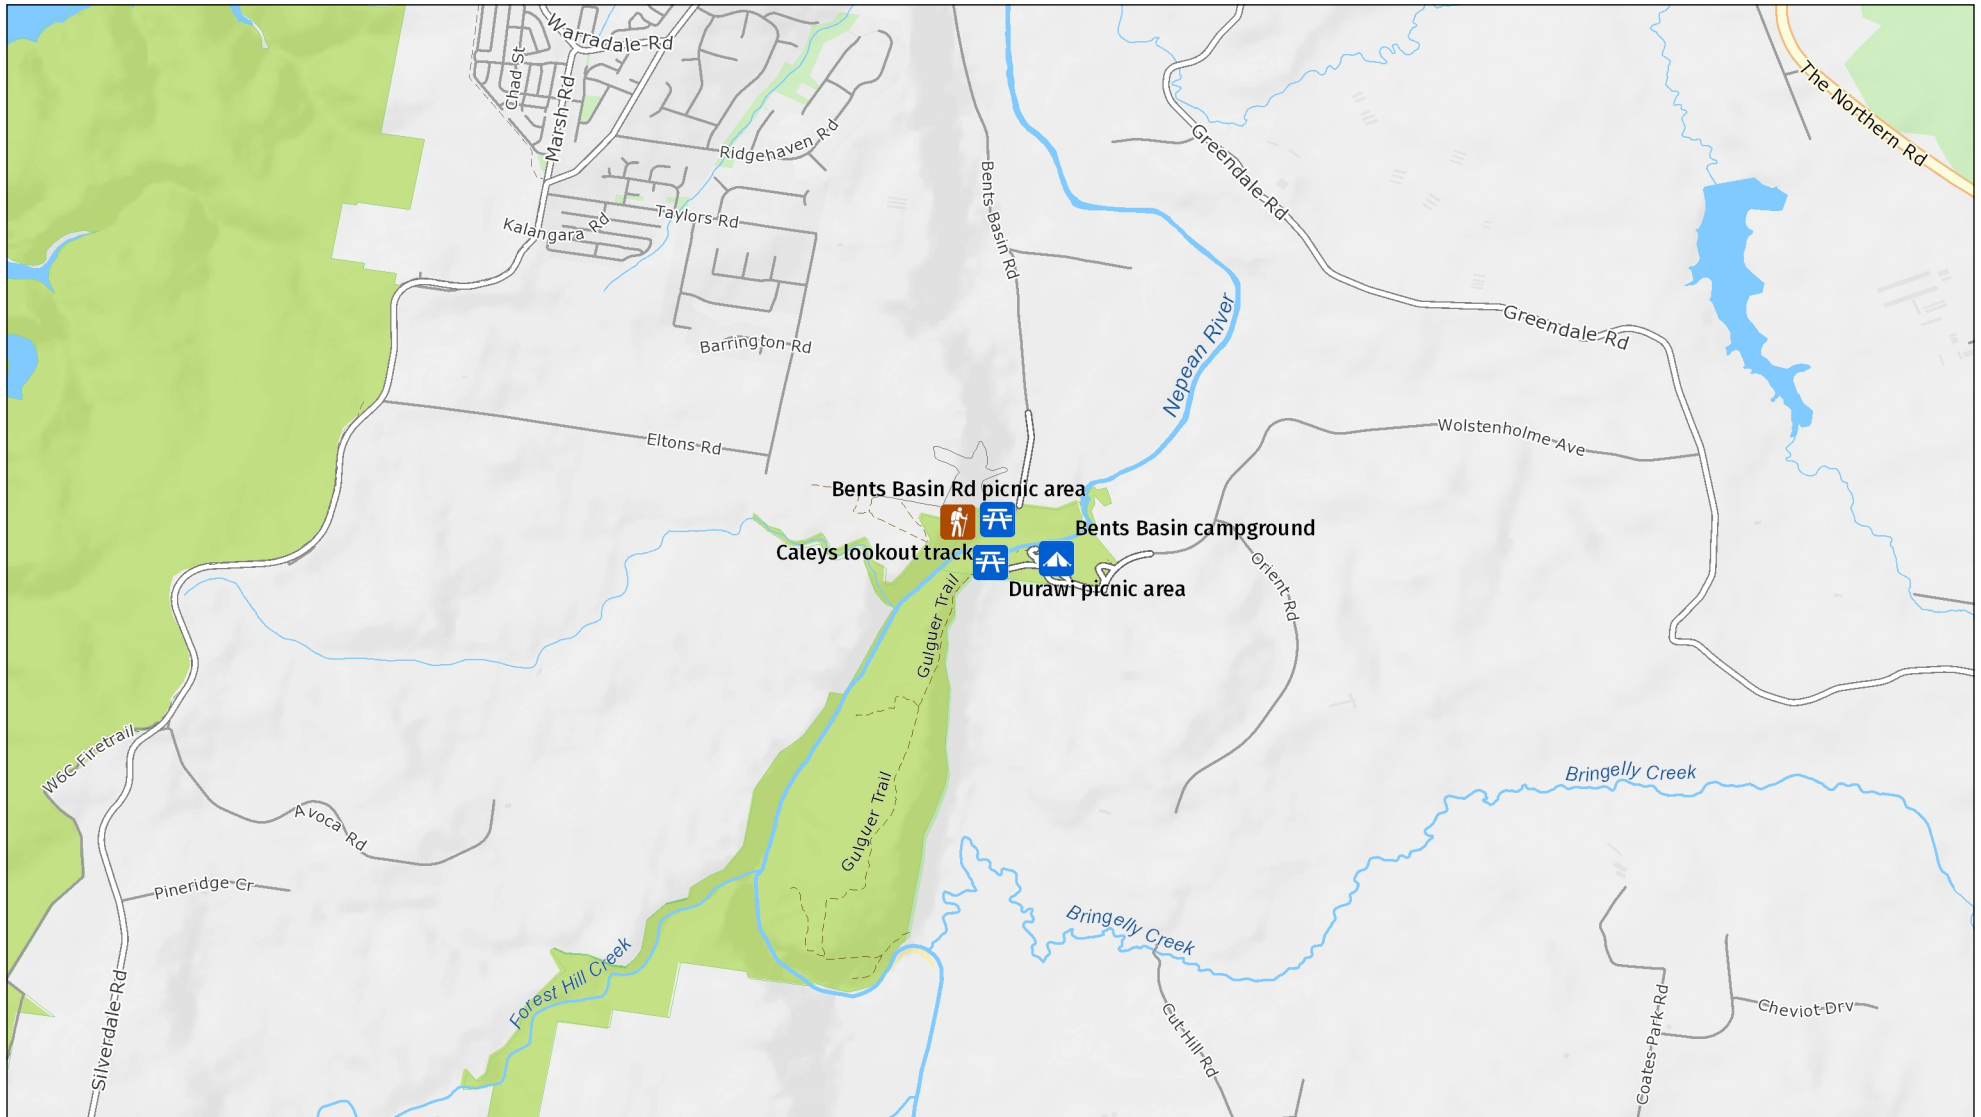 Warradale Rd
Chad St
Marsh Rd
The Northern Rd
Ridgehaven Rd
Greendale Rd
Bents Basin Rd
Taylors Rd
Kalangara Rd
Nepean River
Greendale Rd
Barrington Rd
Eltons Rd
Wolstenholme Ave
Bents Basin Rd picnic area
Bents Basin campground
Caleys lookout track
Durawi picnic area
Orient Rd
Gulguer Trail
W6C Firetrail
Bringelly Creek
Gulguer Trail
Avoca Rd
Pineridge Cr
Bringelly Creek
Forest Hill Creek
Silverdale Rd
Cut Hill Rd
Coates Park Rd
Cheviot Drv